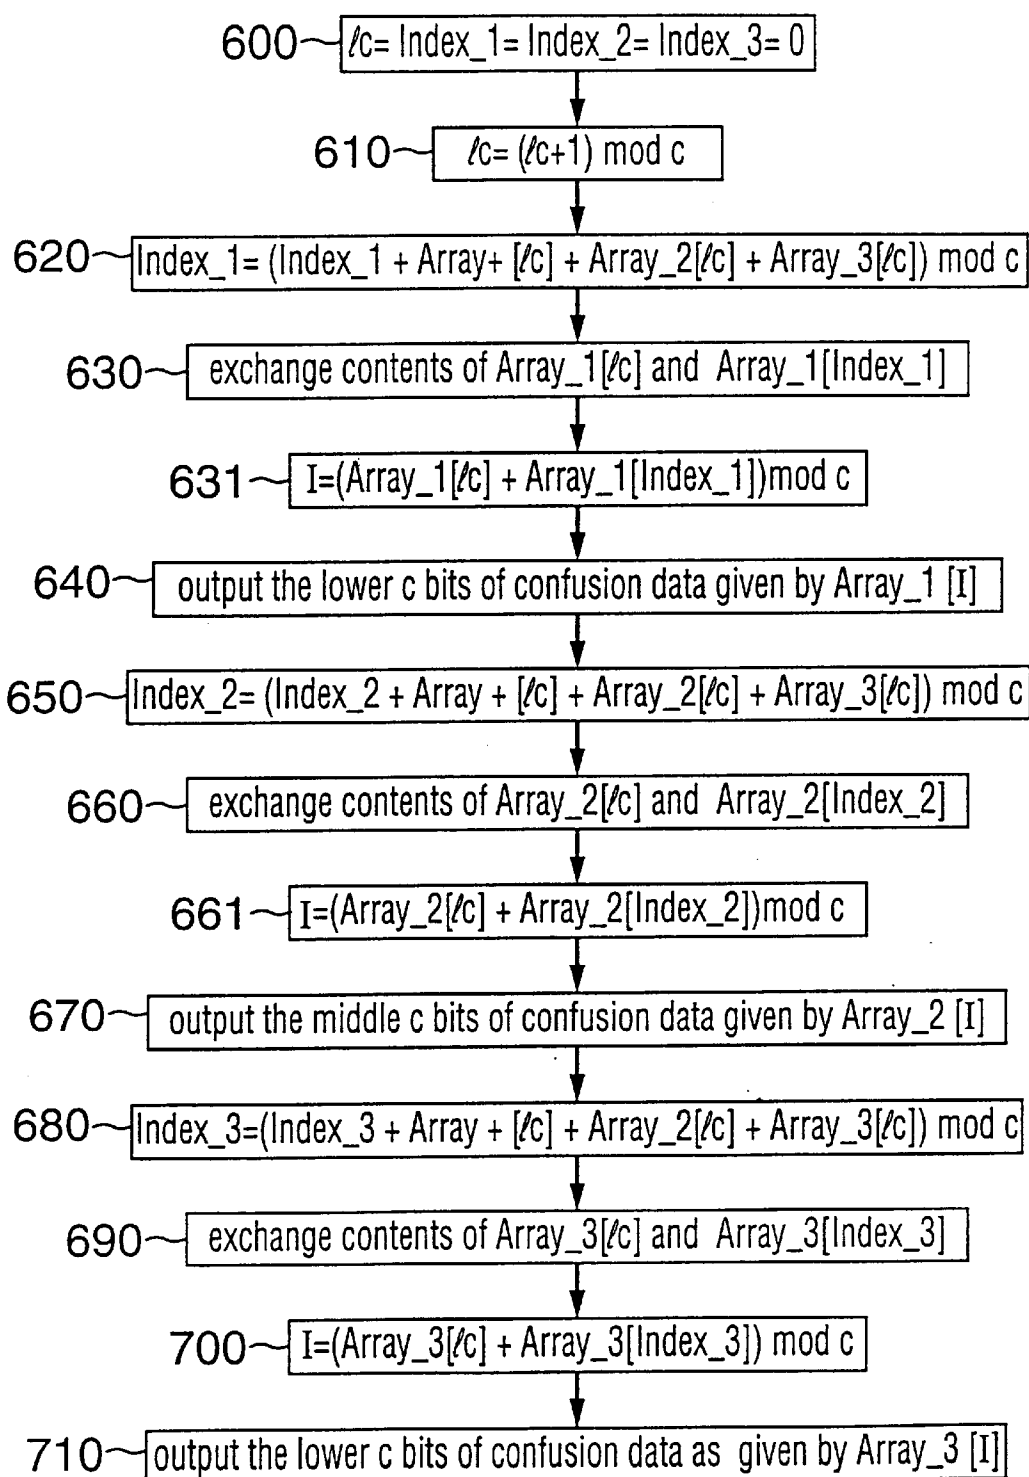 600 ℓc= Index_1= Index_2= Index_3= 0
610 ℓc= (ℓc+1) mod c
620 Index_1= (Index_1 + Array+ [ℓc] + Array_2[ℓc] + Array_3[ℓc]) mod c
630 exchange contents of Array_1[ℓc] and Array_1[Index_1]
631 I=(Array_1[ℓc] + Array_1[Index_1])mod c
640 output the lower c bits of confusion data given by Array_1 [I]
650 Index_2= (Index_2 + Array + [ℓc] + Array_2[ℓc] + Array_3[ℓc]) mod c
660 exchange contents of Array_2[ℓc] and Array_2[Index_2]
661 I=(Array_2[ℓc] + Array_2[Index_2])mod c
670 output the middle c bits of confusion data given by Array_2 [I]
680 Index_3=(Index_3 + Array + [ℓc] + Array_2[ℓc] + Array_3[ℓc]) mod c
690 exchange contents of Array_3[ℓc] and Array_3[Index_3]
700 I=(Array_3[ℓc] + Array_3[Index_3]) mod c
710 output the lower c bits of confusion data as given by Array_3 [I]